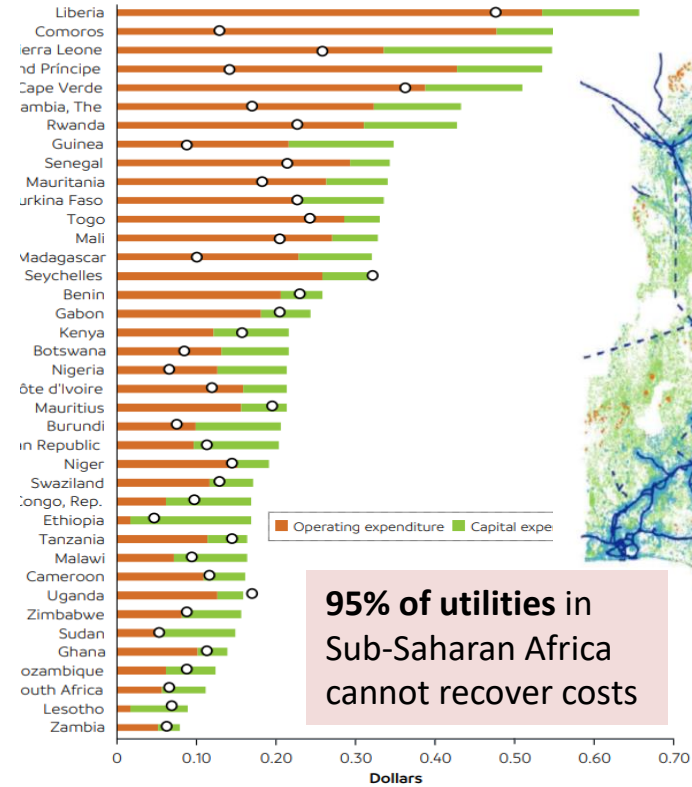 Liberia
Comoros
ierra Leone
nd Príncipe
Cape Verde
ambia, The
Rwanda
Guinea
Senegal
Mauritania
urkina Faso
Togo
Mali
Madagascar
Seychelles
Benin
Gabon
Kenya
Botswana
Nigeria
ôte d'Ivoire
Mauritius
Burundi
an Republic
Niger
Swaziland
Congo, Rep.
Ethiopia
Tanzania
Malawi
Cameroon
Uganda
Zimbabwe
Sudan
Ghana
ozambique
outh Africa
Lesotho
Zambia
Operating expenditure Capital expe
95% of utilities in
Sub-Saharan Africa
cannot recover costs
0 0.10 0.20 0.30 0.40 0.50 0.60 0.70
Dollars